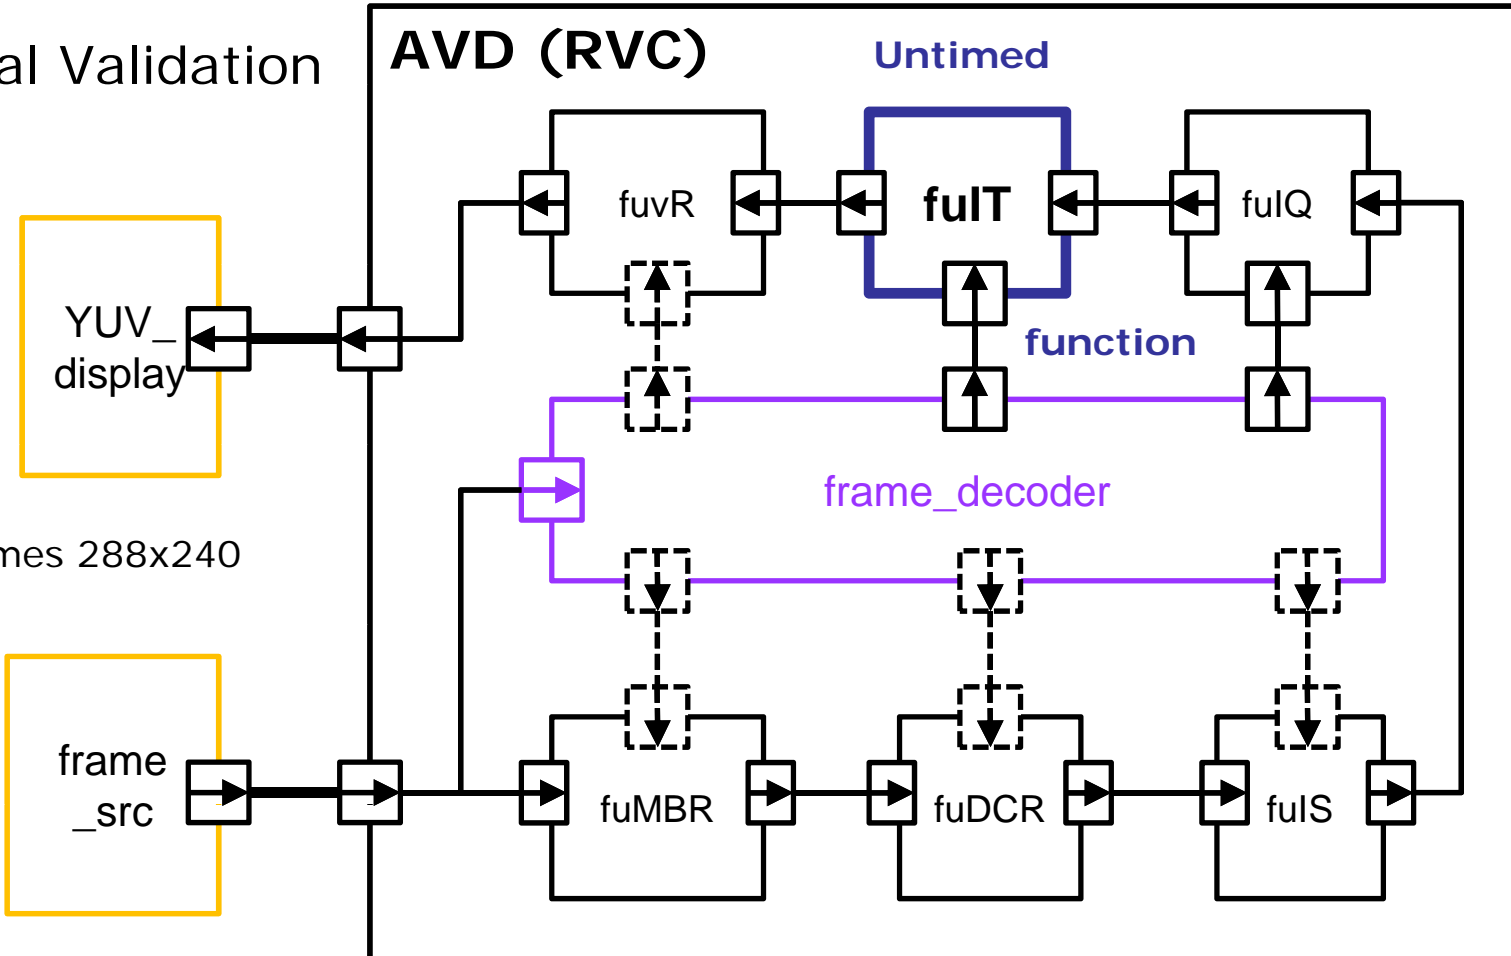 al Validation
AVD (RVC)
Untimed
fuvR
fuIT
fuIQ
YUV_
display
function
frame_decoder
mes 288x240
frame
_src
fuMBR
fuDCR
fuIS